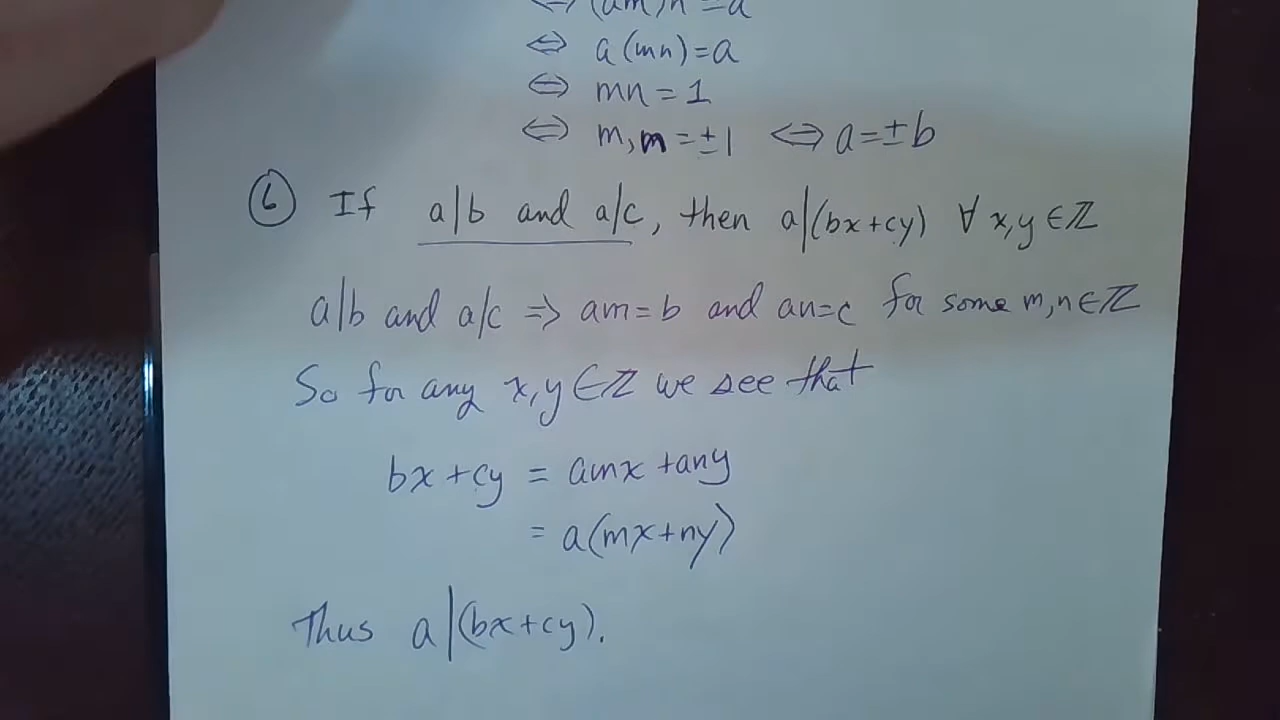 ⇔ (am)n = a
⇔ a(mn)=a
⇔ mn = 1
⇔ m,m = ±1 ⇔ a=±b
⑥ If a|b and a|c, then a|(bx+cy) ∀ x,y ∈ ℤ
a|b and a|c ⇒ am=b and an=c for some m,n∈ℤ
So for any x,y ∈ ℤ we see that
bx+cy = amx+any
= a(mx+ny)
Thus a|(bx+cy).